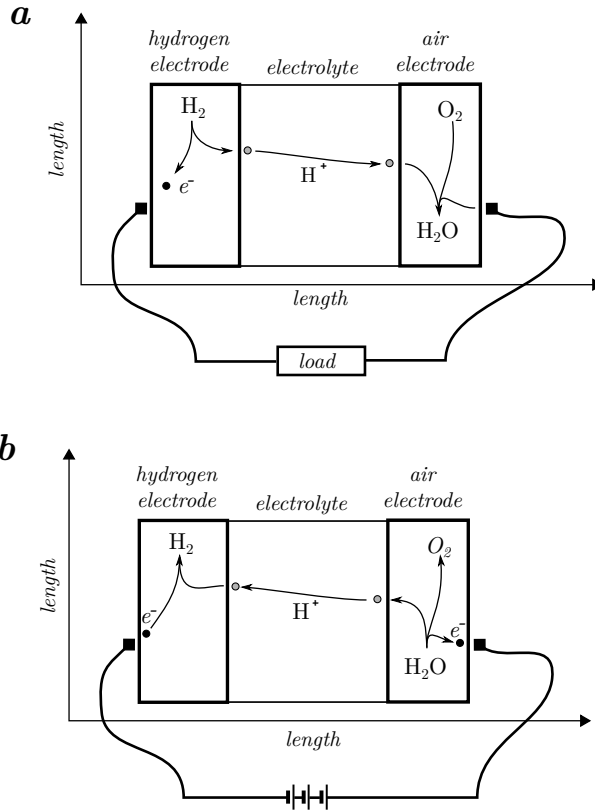 a
hydrogen
electrode
electrolyte
air
electrode
length
H₂
O₂
e⁻
H⁺
H₂O
length
load
b
hydrogen
electrode
electrolyte
air
electrode
length
H₂
O₂
H⁺
e⁻
e⁻
H₂O
length